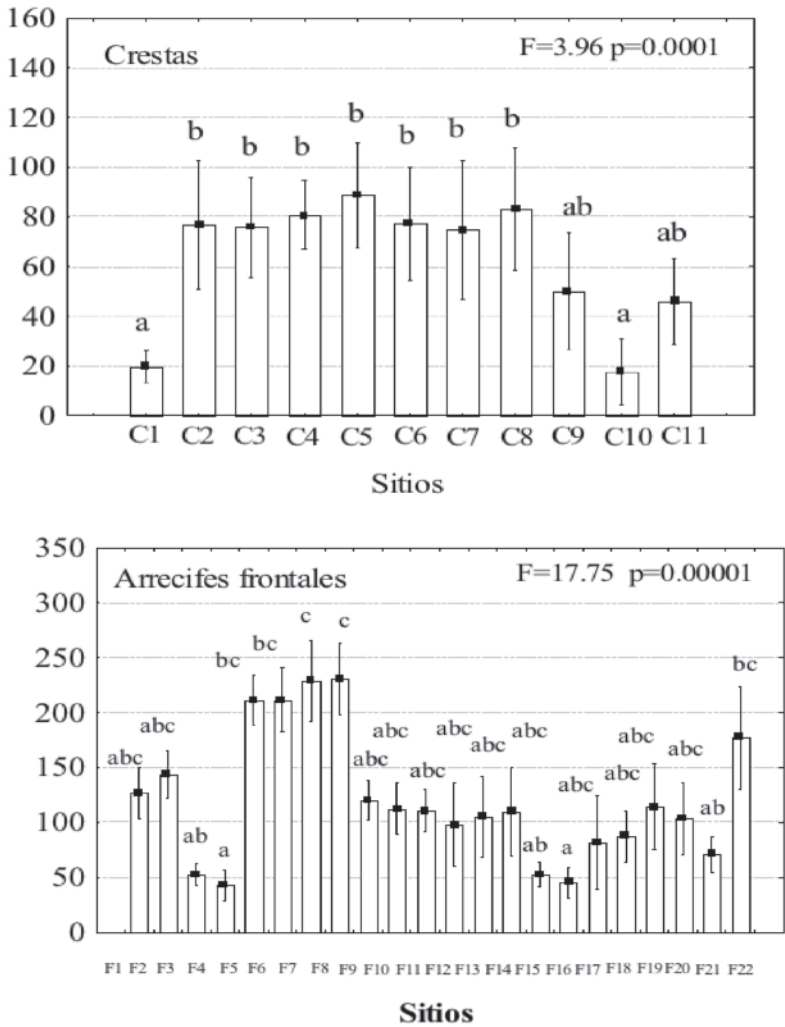 160
140
120
100
80
60
40
20
0
Crestas
F=3.96 p=0.0001
a b b b b b b b ab a ab
C1 C2 C3 C4 C5 C6 C7 C8 C9 C10 C11
Sitios
350
300
250
200
150
100
50
0
Arrecifes frontales
F=17.75 p=0.00001
abc abc ab a bc bc c c abc abc abc abc abc abc ab a abc abc abc abc ab bc
F1 F2 F3 F4 F5 F6 F7 F8 F9 F10 F11 F12 F13 F14 F15 F16 F17 F18 F19 F20 F21 F22
Sitios